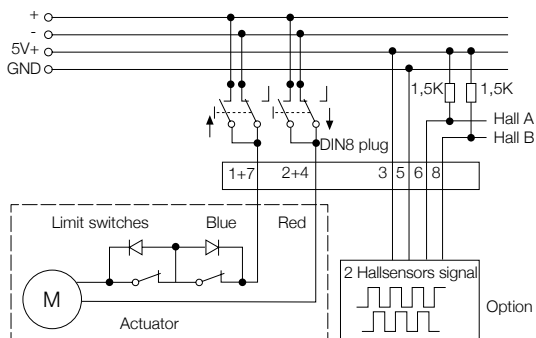 +
-
5V+
GND
1,5K 1,5K
Hall A
Hall B
DIN8 plug
1+7 2+4 3 5 6 8
Limit switches Blue Red
2 Hallsensors signal
M
Option
Actuator